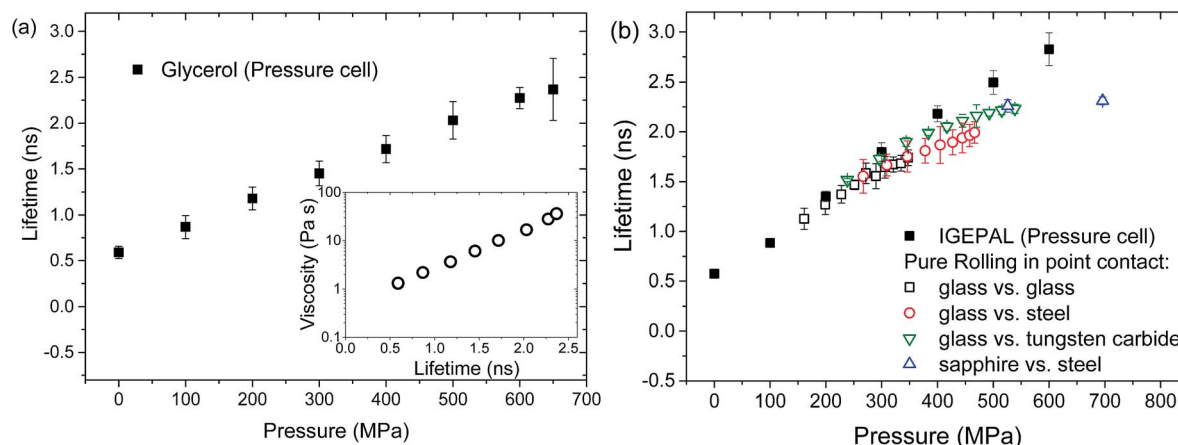 (a)
3.0
2.5
2.0
1.5
1.0
0.5
0.0
-0.5
Lifetime (ns)
Glycerol (Pressure cell)
100
10
1
0.1
Viscosity (Pa s)
0.0 0.5 1.0 1.5 2.0 2.5
Lifetime (ns)
0 100 200 300 400 500 600 700
Pressure (MPa)
(b)
3.0
2.5
2.0
1.5
1.0
0.5
0.0
-0.5
Lifetime (ns)
IGEPAL (Pressure cell)
Pure Rolling in point contact:
glass vs. glass
glass vs. steel
glass vs. tungsten carbide
sapphire vs. steel
0 100 200 300 400 500 600 700 800
Pressure (MPa)